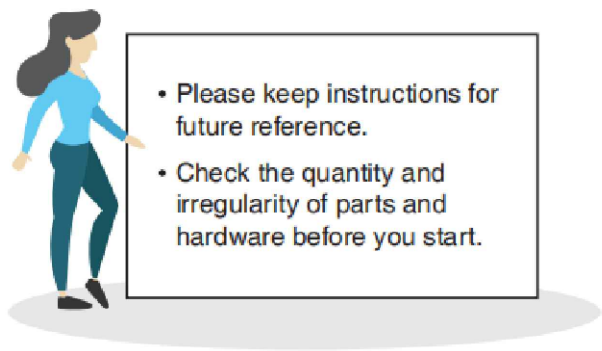 • Please keep instructions for
future reference.
• Check the quantity and
irregularity of parts and
hardware before you start.